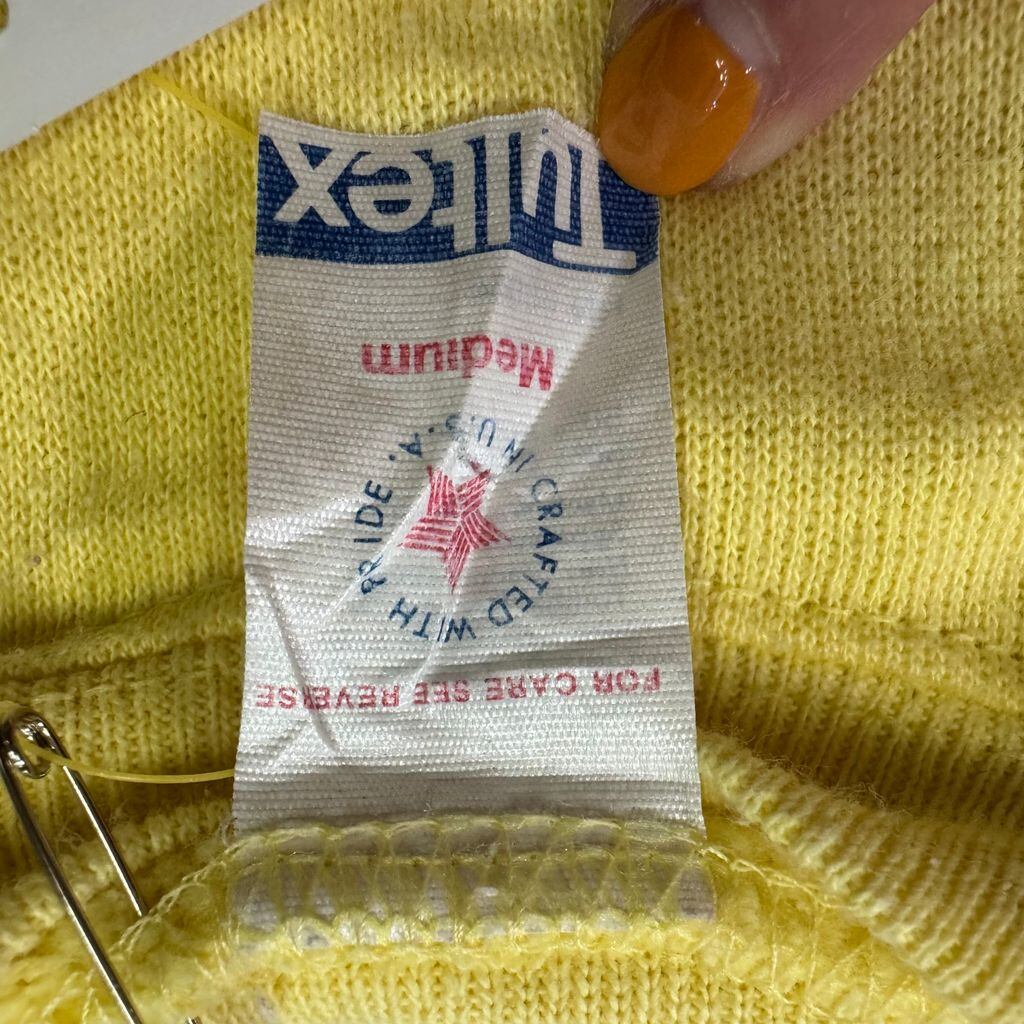 Tultex
Medium
CRAFTED WITH PRIDE IN U.S.A.
FOR CARE SEE REVERSE